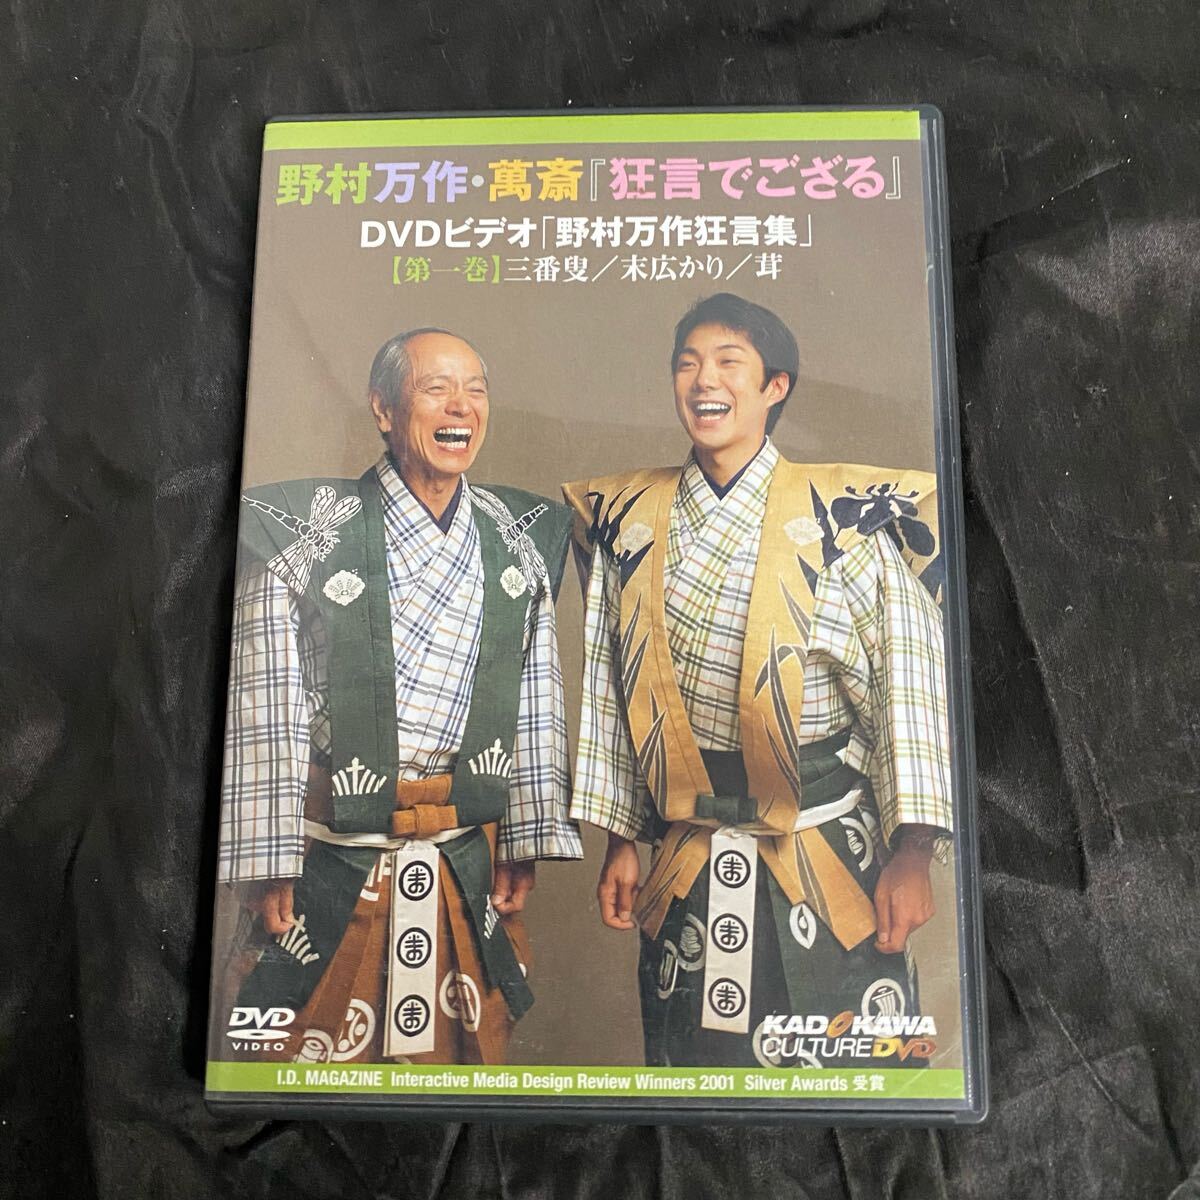 野村万作・萬斎『狂言でござる』
DVDビデオ「野村万作狂言集」
【第一巻】三番叟／末広かり／茸
DVD
VIDEO
KADOKAWA
CULTURE DVD
I.D. MAGAZINE Interactive Media Design Review Winners 2001 Silver Awards 受賞